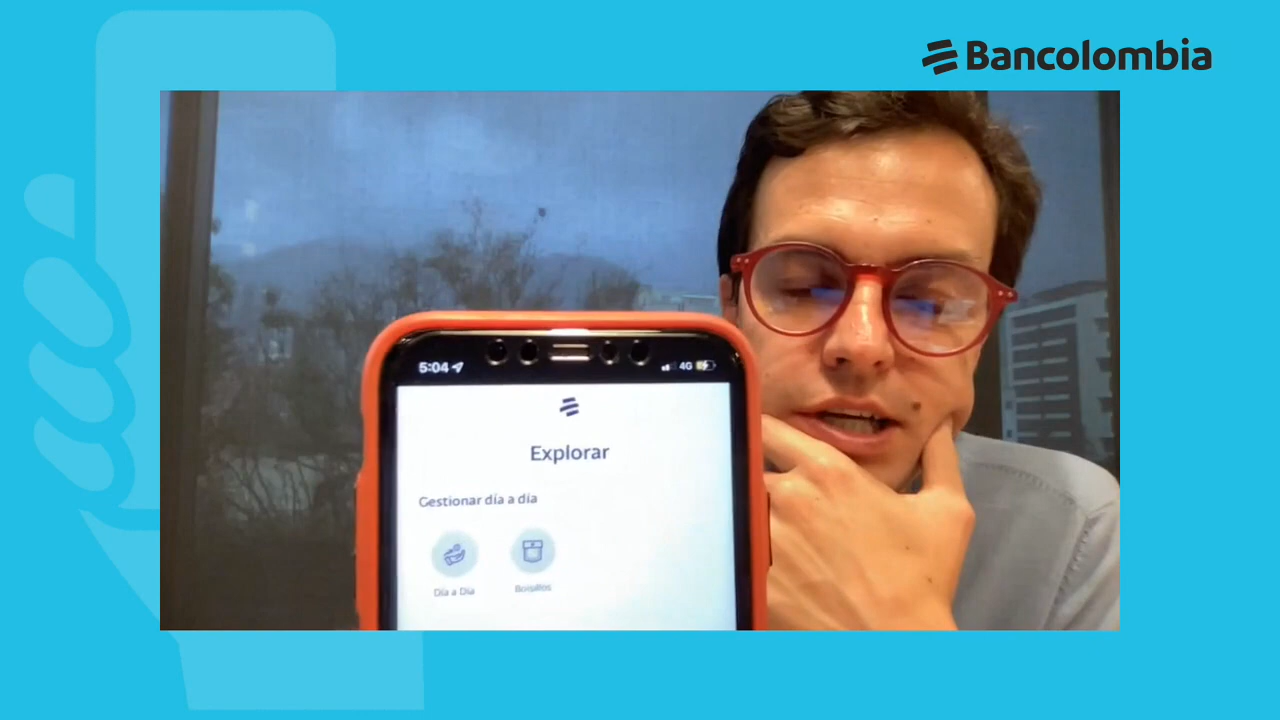 Bancolombia
5:04
4G
Explorar
Gestionar día a día
Día a Día
Bolsillos